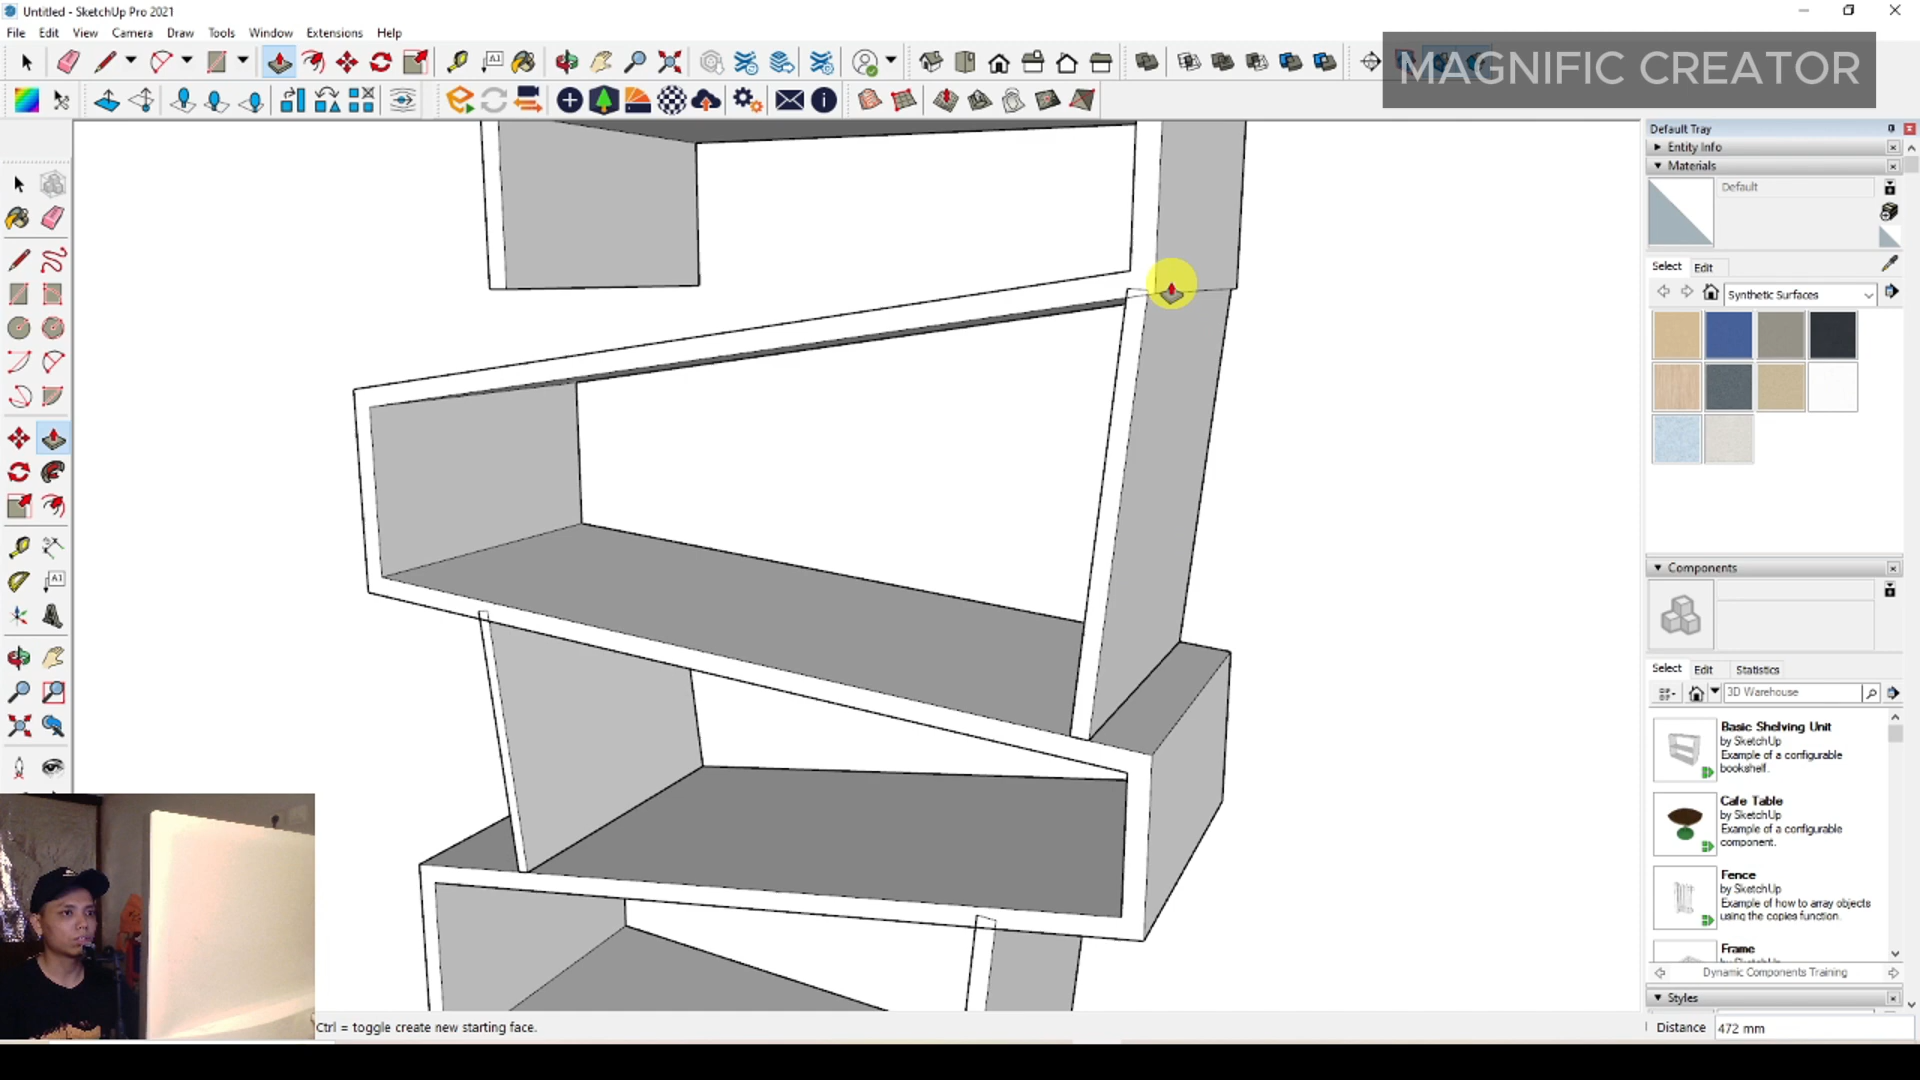 Untitled - SketchUp Pro 2021
File Edit View Camera Draw Tools Window Extensions Help
MAGNIFIC CREATOR
Default Tray
Entity Info
Materials
Default
Select Edit
Synthetic Surfaces
Components
Select Edit Statistics
3D Warehouse
Basic Shelving Unit
by SketchUp
Example of a configurable
bookshelf.
Cafe Table
by SketchUp
Example of a configurable
component.
Fence
by SketchUp
Example of how to array objects
using the copies function.
Frame
Dynamic Components Training
Styles
Ctrl = toggle create new starting face.
Distance 472 mm